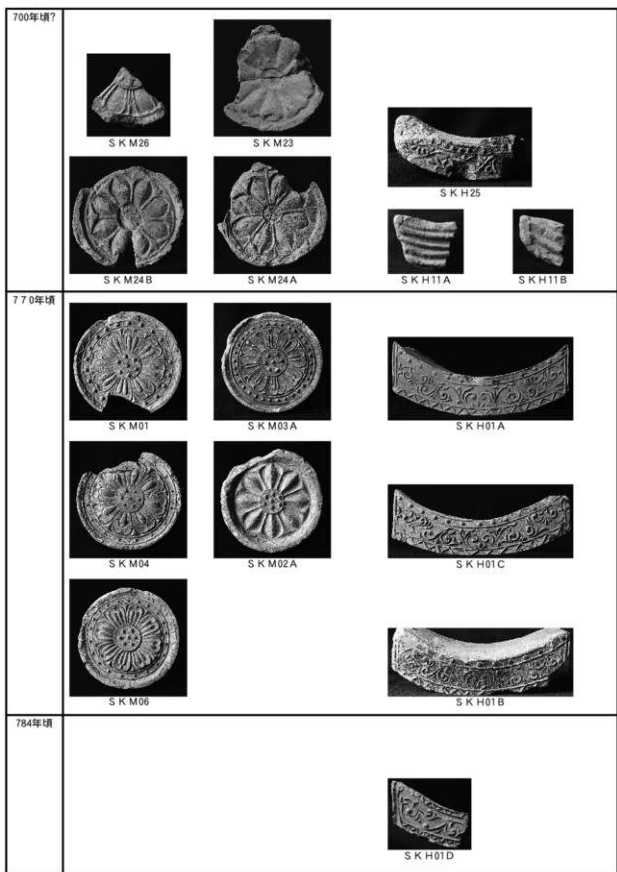 700年頃?
SKM26
SKM23
SKH25
SKM24B
SKM24A
SKH11A
SKH11B
770年頃
SKM01
SKM03A
SKH01A
SKM04
SKM02A
SKH01C
SKM06
SKH01B
784年頃
SKH01D